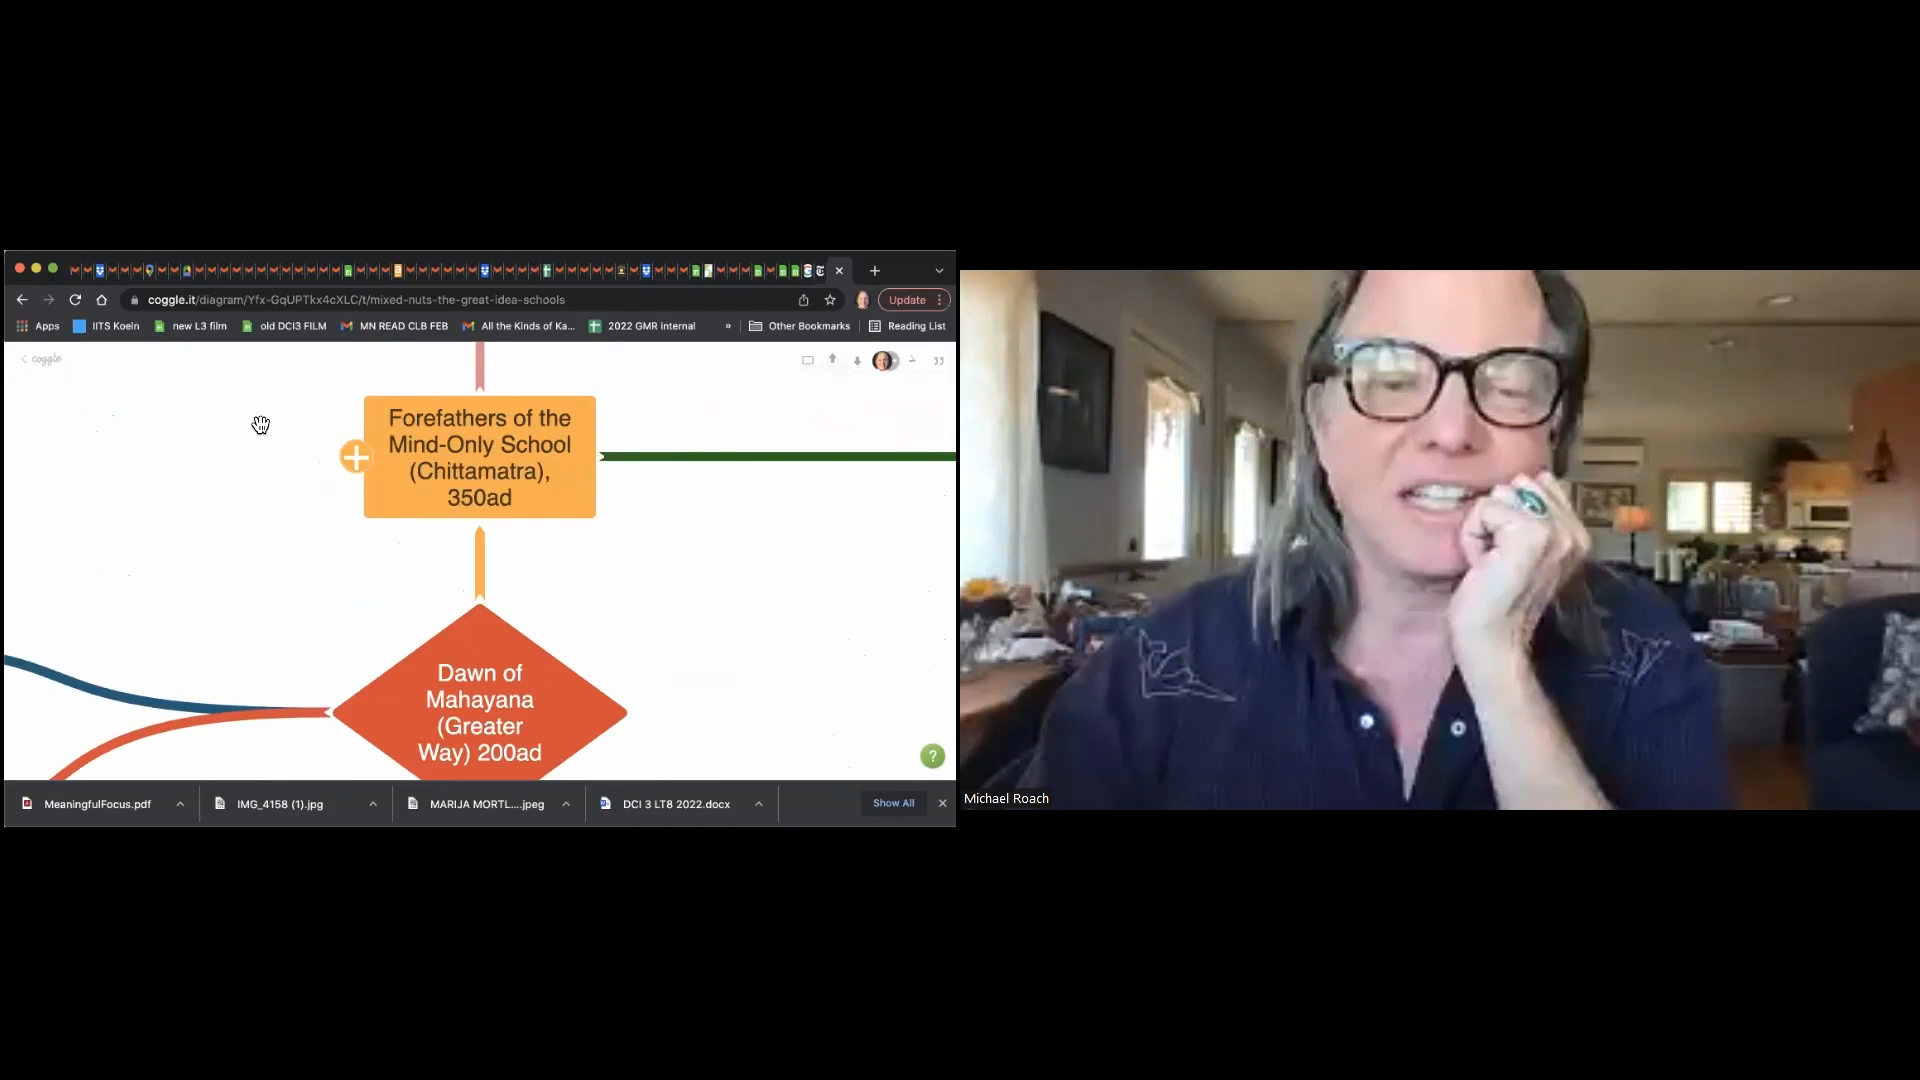 coggle.it/diagram/Yfx-GqUPTkx4cXLC/t/mixed-nuts-the-great-idea-schools
Update
Apps
IITS Koeln
new L3 film
old DCI3 FILM
MN READ CLB FEB
All the Kinds of Ka...
2022 GMR internal
»
Other Bookmarks
Reading List
coggle
Forefathers of the
Mind-Only School
(Chittamatra),
350ad
Dawn of
Mahayana
(Greater
Way) 200ad
?
MeaningfulFocus.pdf
IMG_4158 (1).jpg
MARIJA MORTL....jpeg
DCI 3 LT8 2022.docx
Show All
Michael Roach